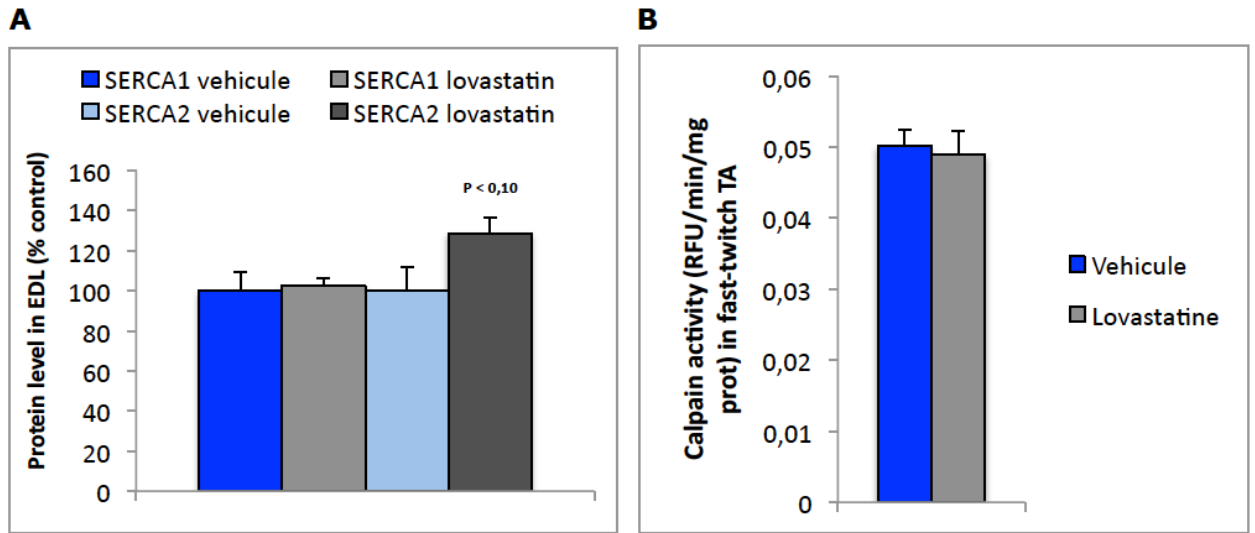 A
SERCA1 vehicule
SERCA1 lovastatin
SERCA2 vehicule
SERCA2 lovastatin
Protein level in EDL (% control)
160
140
120
100
80
60
40
20
0
P < 0,10
B
Calpain activity (RFU/min/mg
prot) in fast-twitch TA
0,06
0,05
0,04
0,03
0,02
0,01
0
Vehicule
Lovastatine